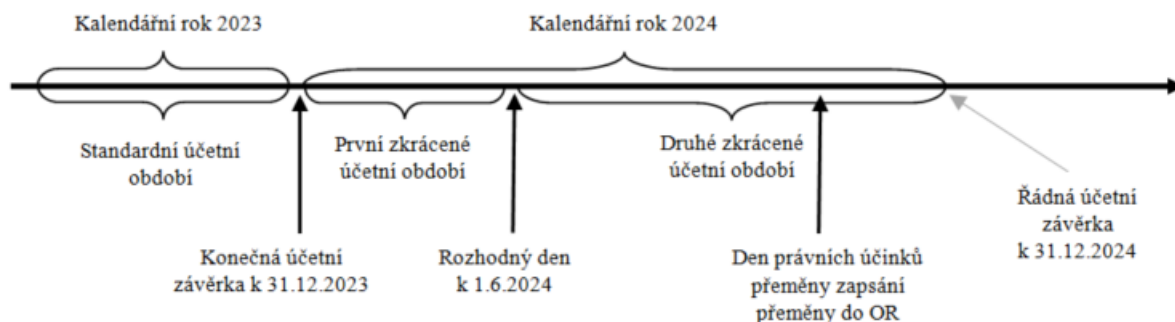 Kalendářní rok 2023
Kalendářní rok 2024
Standardní účetní
období
První zkrácené
účetní období
Druhé zkrácené
účetní období
Konečná účetní
závěrka k 31.12.2023
Rozhodný den
k 1.6.2024
Den právních účinků
přeměny zapsání
přeměny do OR
Řádná účetní
závěrka
k 31.12.2024